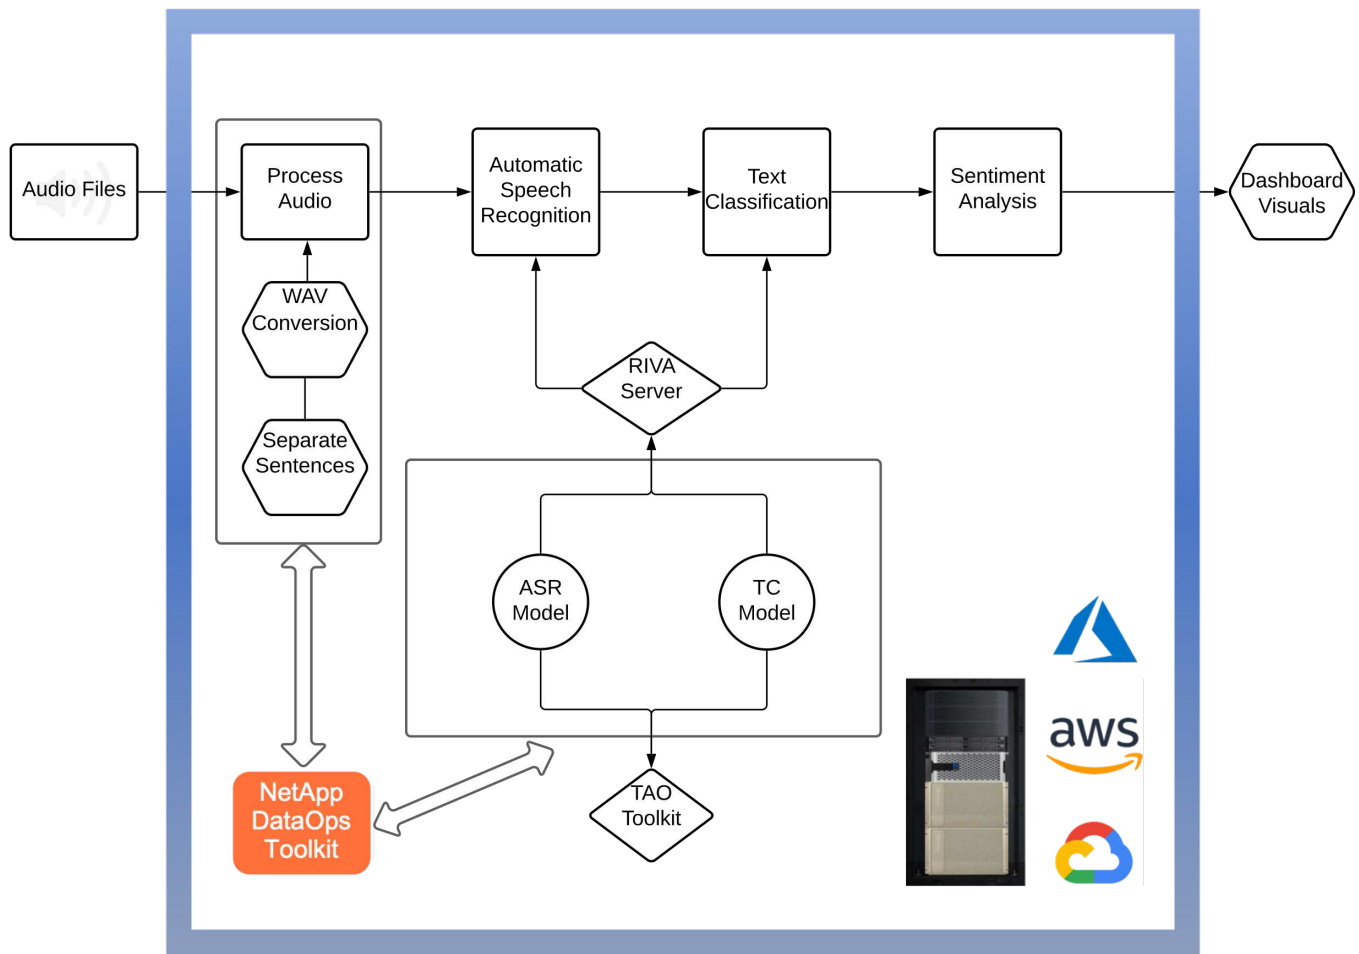 Audio Files
Process
Audio
Automatic
Speech
Recognition
Text
Classification
Sentiment
Analysis
Dashboard
Visuals
WAV
Conversion
Separate
Sentences
RIVA
Server
ASR
Model
TC
Model
NetApp
DataOps
Toolkit
TAO
Toolkit
aws